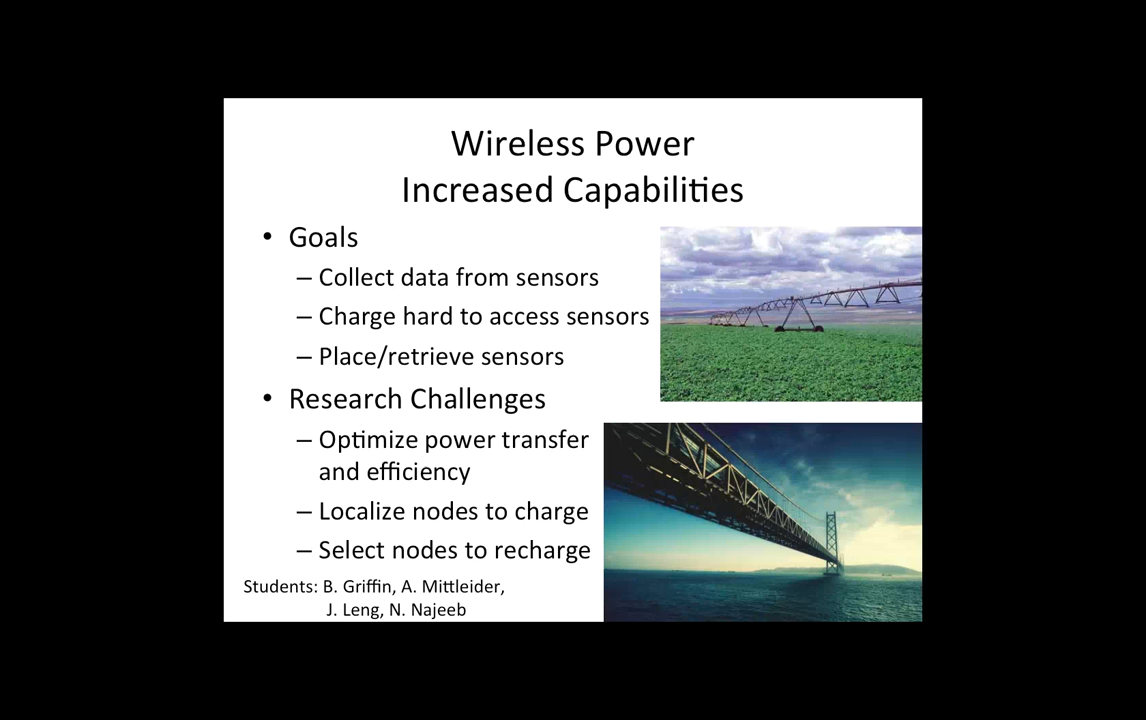 Wireless Power
Increased Capabilities
• Goals
– Collect data from sensors
– Charge hard to access sensors
– Place/retrieve sensors
• Research Challenges
– Optimize power transfer
and efficiency
– Localize nodes to charge
– Select nodes to recharge
Students: B. Griffin, A. Mittleider,
J. Leng, N. Najeeb